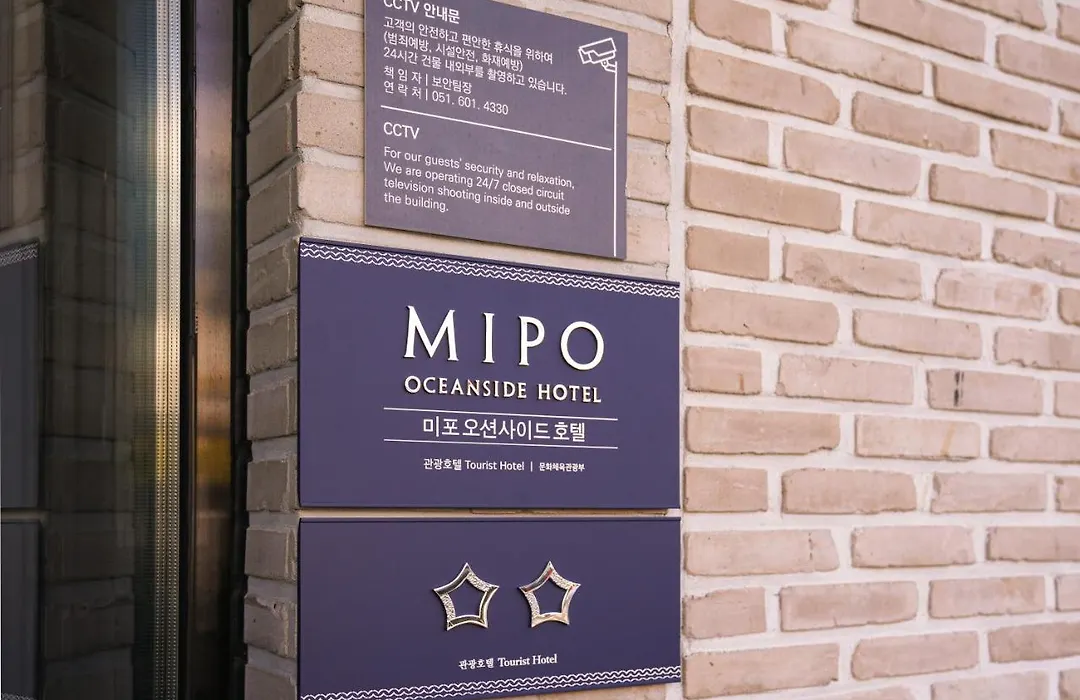 CCTV 안내문
고객의 안전하고 편안한 휴식을 위하여
(범죄예방, 시설안전, 화재예방)
24시간 건물 내외부를 촬영하고 있습니다.
책 임 자 | 보안팀장
연 락 처 | 051. 601. 4330
CCTV
For our guests' security and relaxation,
We are operating 24/7 closed circuit
television shooting inside and outside
the building.
MIPO
OCEANSIDE HOTEL
미포 오션사이드 호텔
관광호텔 Tourist Hotel | 문화체육관광부
관광호텔 Tourist Hotel